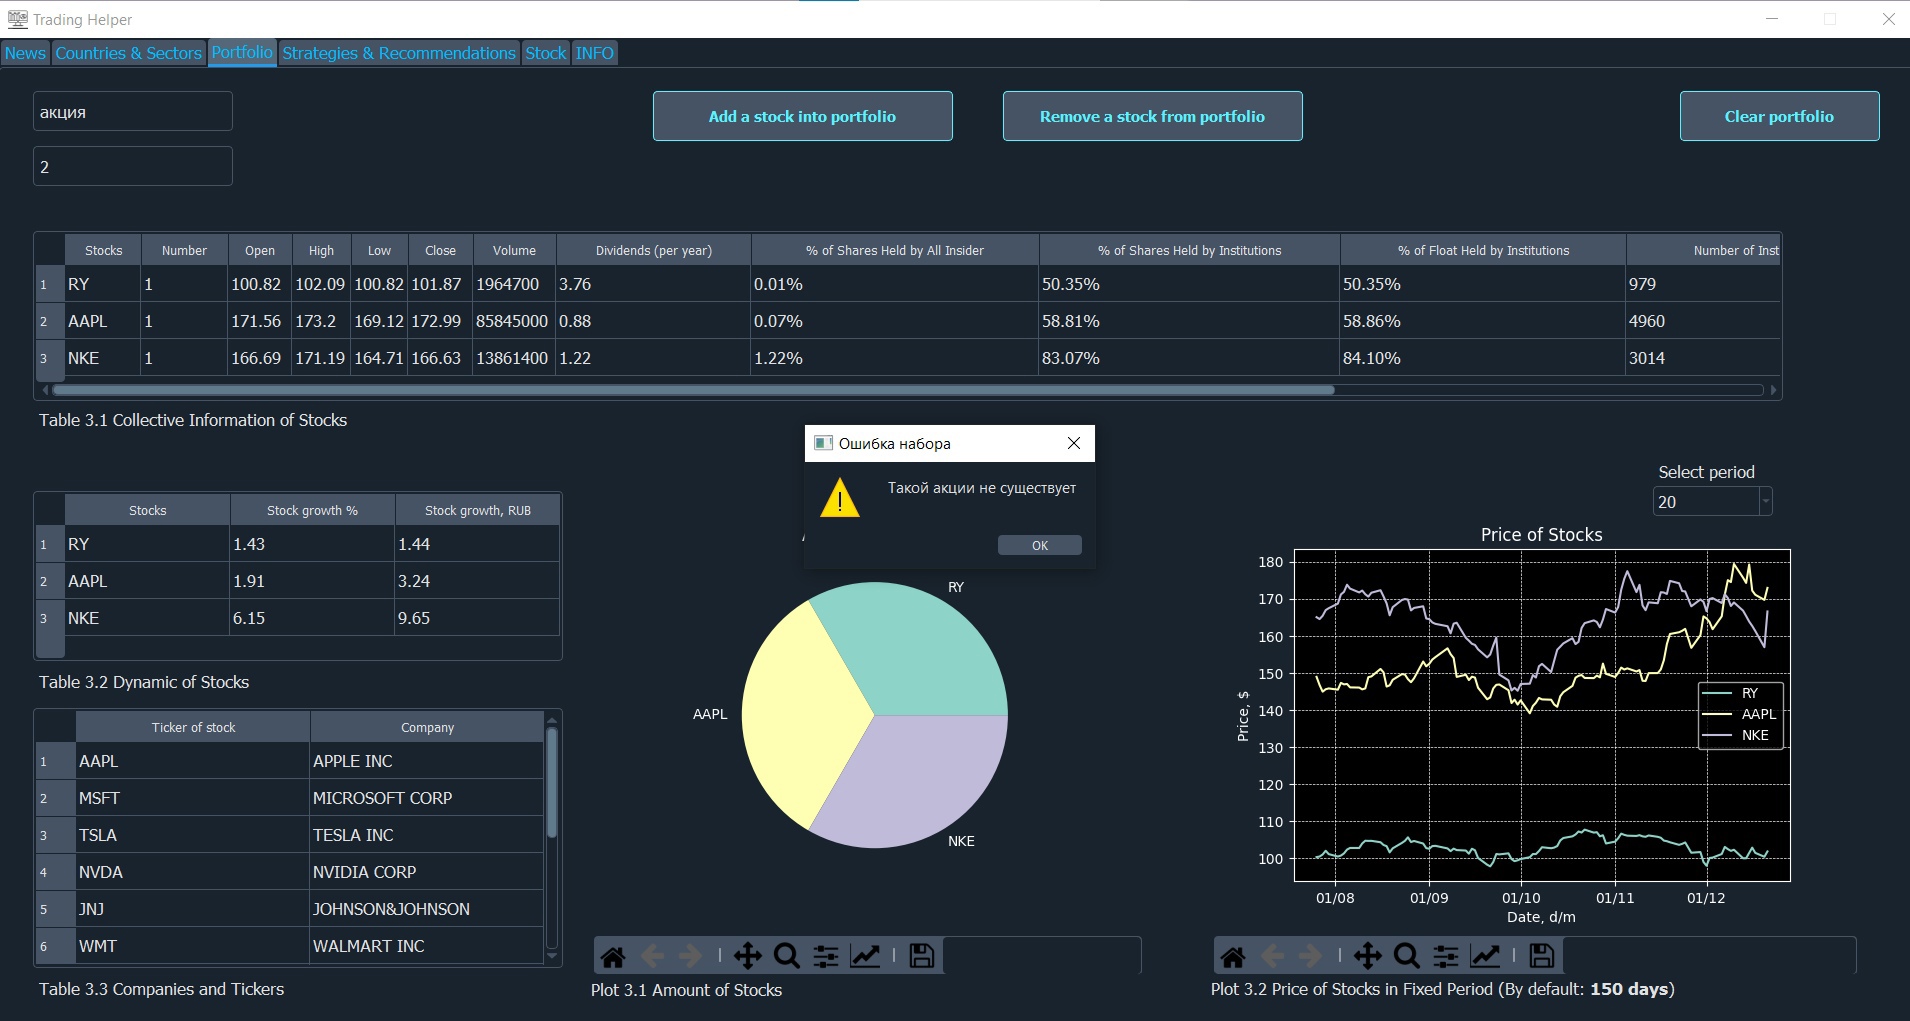 Trading Helper
News Countries & Sectors Portfolio Strategies & Recommendations Stock INFO
акция
Add a stock into portfolio
Remove a stock from portfolio
Clear portfolio
2
Stocks Number Open High Low Close Volume Dividends (per year) % of Shares Held by All Insider % of Shares Held by Institutions % of Float Held by Institutions Number of Inst
1 RY 1 100.82 102.09 100.82 101.87 1964700 3.76 0.01% 50.35% 50.35% 979
2 AAPL 1 171.56 173.2 169.12 172.99 85845000 0.88 0.07% 58.81% 58.86% 4960
3 NKE 1 166.69 171.19 164.71 166.63 13861400 1.22 1.22% 83.07% 84.10% 3014
Table 3.1 Collective Information of Stocks
Ошибка набора
Такой акции не существует
OK
Stocks Stock growth % Stock growth, RUB
1 RY 1.43 1.44
2 AAPL 1.91 3.24
3 NKE 6.15 9.65
Table 3.2 Dynamic of Stocks
Ticker of stock Company
1 AAPL APPLE INC
2 MSFT MICROSOFT CORP
3 TSLA TESLA INC
4 NVDA NVIDIA CORP
5 JNJ JOHNSON&JOHNSON
6 WMT WALMART INC
Table 3.3 Companies and Tickers
RY
AAPL
NKE
Plot 3.1 Amount of Stocks
Select period
20
Price of Stocks
180
170
160
150
140
130
120
110
100
Price, $
RY
AAPL
NKE
01/08 01/09 01/10 01/11 01/12
Date, d/m
Plot 3.2 Price of Stocks in Fixed Period (By default: 150 days)